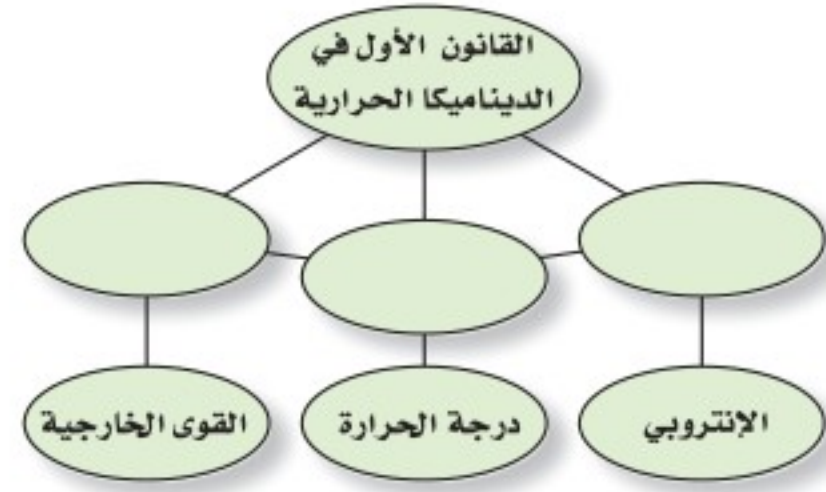 القانون الأول في
الديناميكا الحرارية
الإنتروبي
درجة الحرارة
القوى الخارجية